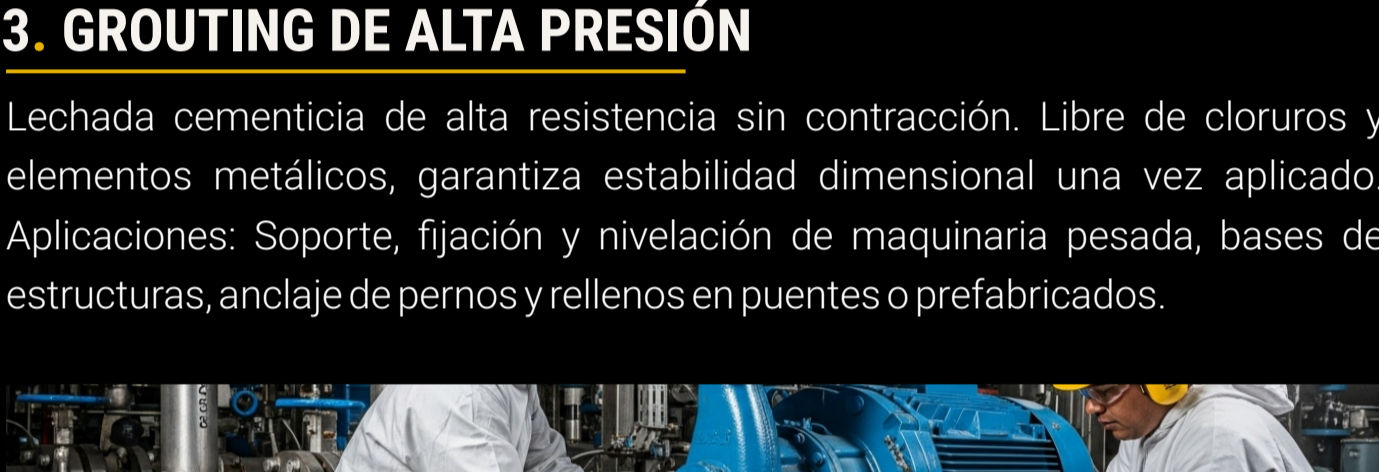 3. GROUTING DE ALTA PRESIÓN
Lechada cementicia de alta resistencia sin contracción. Libre de cloruros y
elementos metálicos, garantiza estabilidad dimensional una vez aplicado.
Aplicaciones: Soporte, fijación y nivelación de maquinaria pesada, bases de
estructuras, anclaje de pernos y rellenos en puentes o prefabricados.